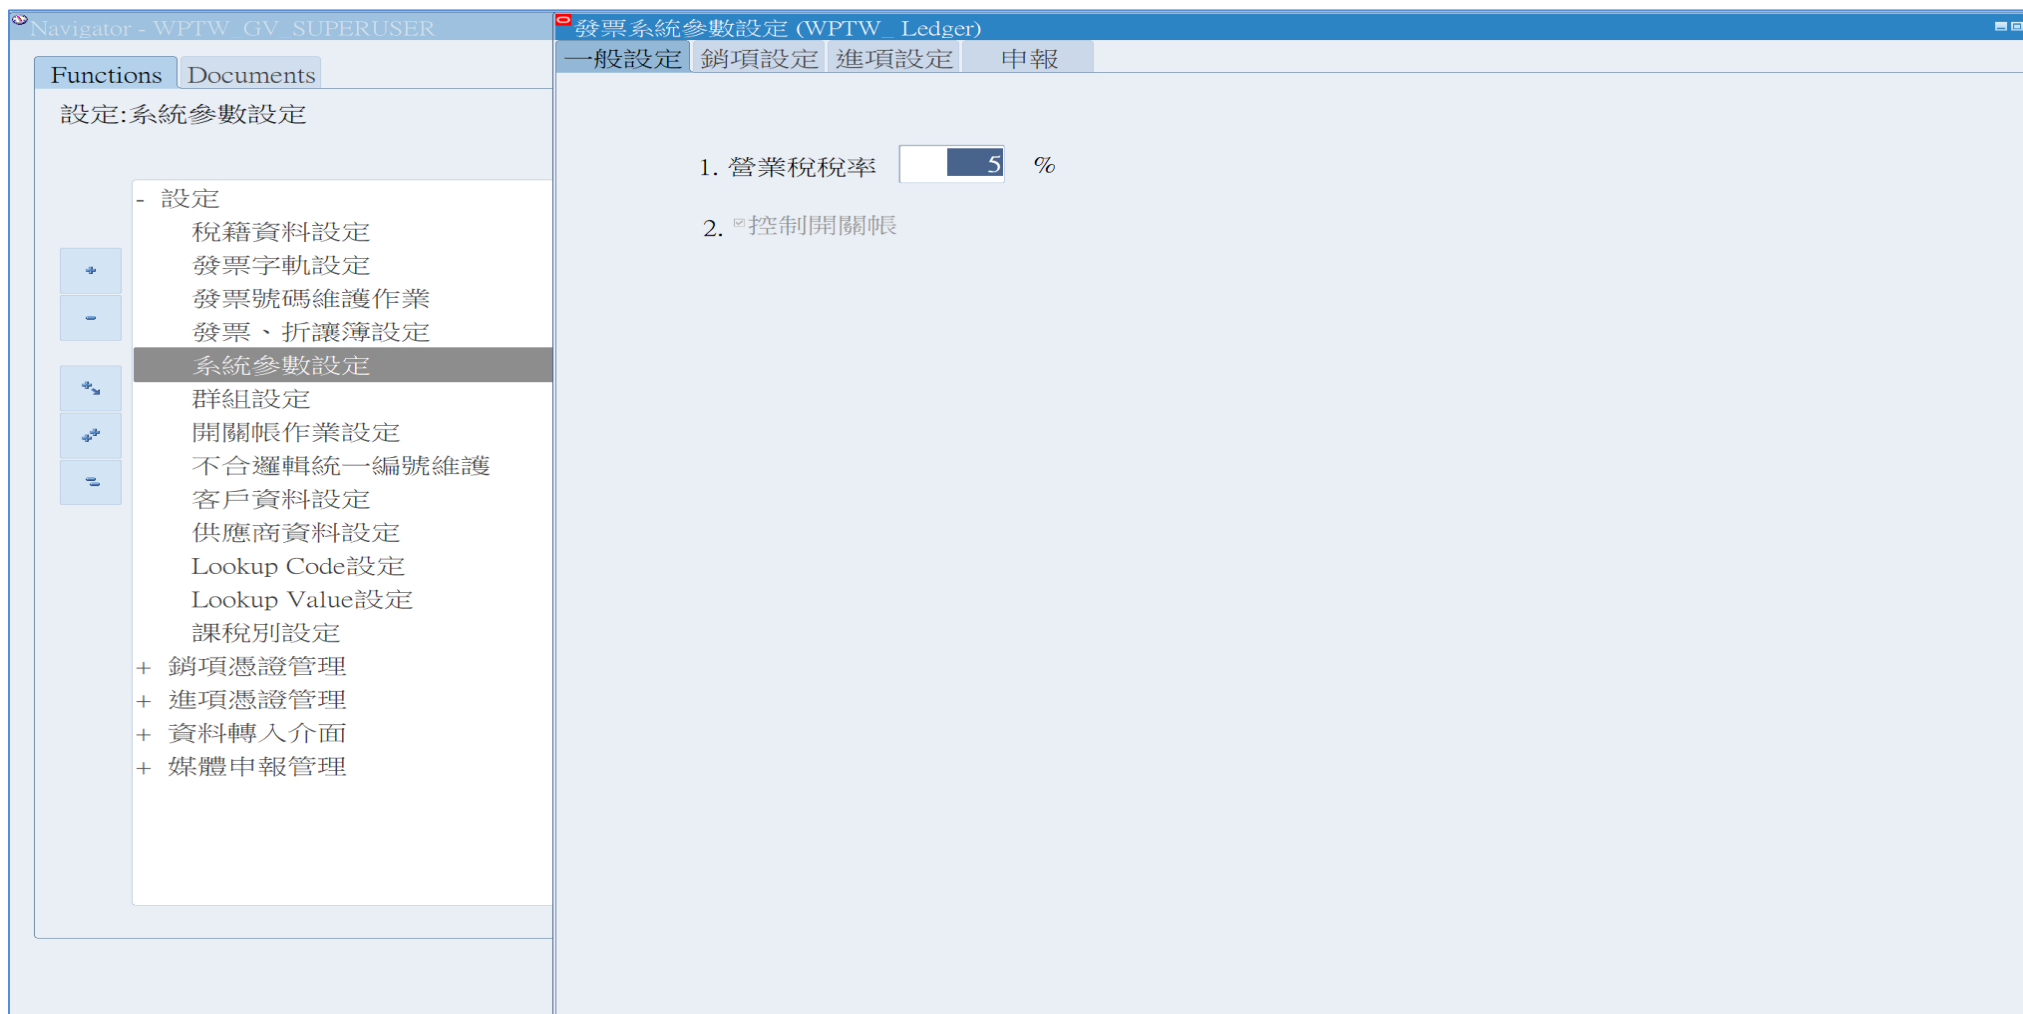 Navigator - WPTW_GV_SUPERUSER
Functions
Documents
設定:系統參數設定
- 設定
稅籍資料設定
發票字軌設定
發票號碼維護作業
發票、折讓簿設定
系統參數設定
群組設定
開關帳作業設定
不合邏輯統一編號維護
客戶資料設定
供應商資料設定
Lookup Code設定
Lookup Value設定
課稅別設定
+ 銷項憑證管理
+ 進項憑證管理
+ 資料轉入介面
+ 媒體申報管理
發票系統參數設定 (WPTW_ Ledger)
一般設定
銷項設定
進項設定
申報
1. 營業稅稅率 5 %
2. 控制開關帳